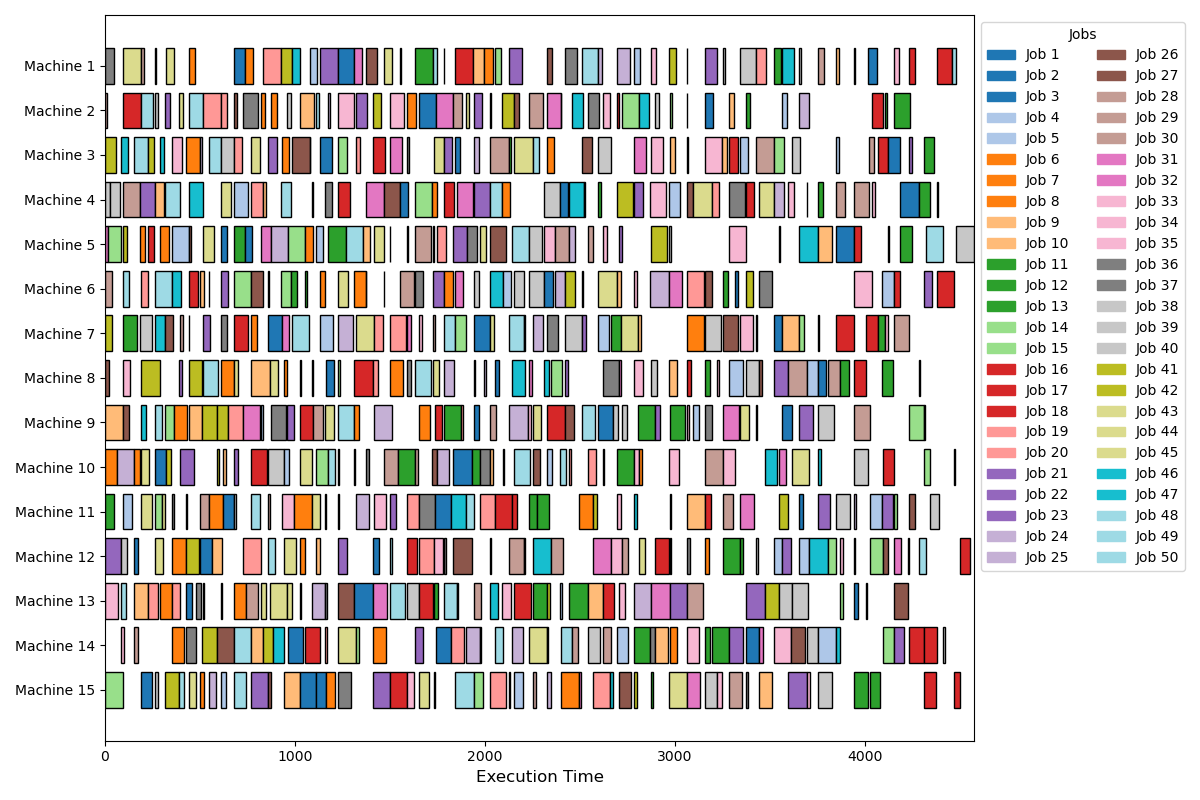 Machine 1
Machine 2
Machine 3
Machine 4
Machine 5
Machine 6
Machine 7
Machine 8
Machine 9
Machine 10
Machine 11
Machine 12
Machine 13
Machine 14
Machine 15
0 1000 2000 3000 4000
Execution Time
Jobs
Job 1
Job 2
Job 3
Job 4
Job 5
Job 6
Job 7
Job 8
Job 9
Job 10
Job 11
Job 12
Job 13
Job 14
Job 15
Job 16
Job 17
Job 18
Job 19
Job 20
Job 21
Job 22
Job 23
Job 24
Job 25
Job 26
Job 27
Job 28
Job 29
Job 30
Job 31
Job 32
Job 33
Job 34
Job 35
Job 36
Job 37
Job 38
Job 39
Job 40
Job 41
Job 42
Job 43
Job 44
Job 45
Job 46
Job 47
Job 48
Job 49
Job 50